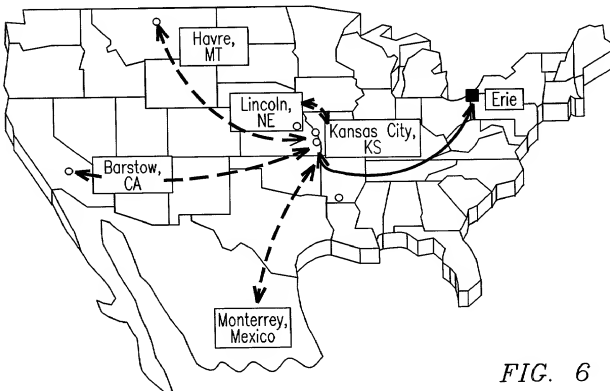 Havre,
MT
Lincoln,
NE
Erie
Kansas City,
KS
Barstow,
CA
Monterrey,
Mexico
FIG. 6